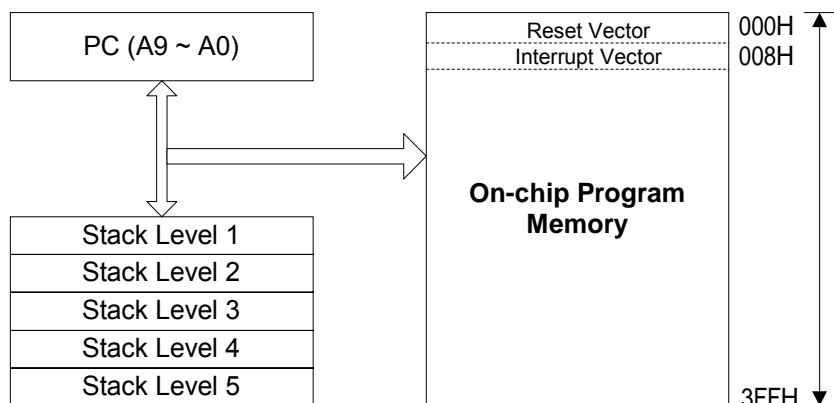 PC (A9 ~ A0)
Stack Level 1
Stack Level 2
Stack Level 3
Stack Level 4
Stack Level 5
Reset Vector
000H
Interrupt Vector
008H
On-chip Program
Memory
3FFH